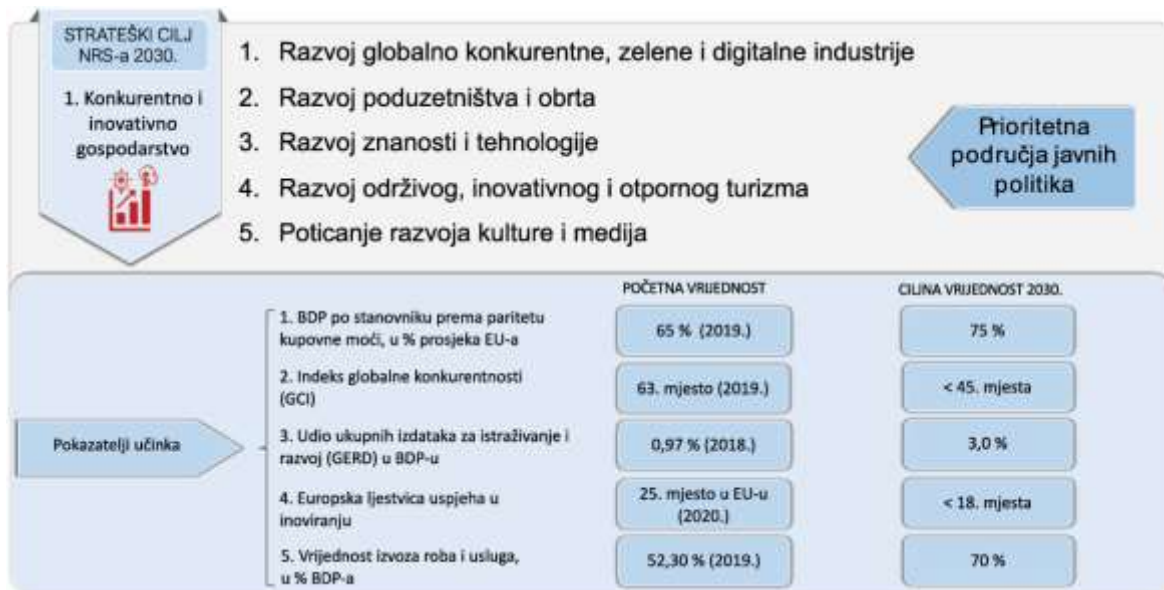 STRATEŠKI CILJ
NRS-a 2030.
1. Konkurentno i
inovativno
gospodarstvo
1. Razvoj globalno konkurentne, zelene i digitalne industrije
2. Razvoj poduzetništva i obrta
3. Razvoj znanosti i tehnologije
4. Razvoj održivog, inovativnog i otpornog turizma
5. Poticanje razvoja kulture i medija
Prioritetna
područja javnih
politika
POČETNA VRIJEDNOST
CILJNA VRIJEDNOST 2030.
Pokazatelji učinka
1. BDP po stanovniku prema paritetu
kupovne moći, u % prosjeka EU-a
65 % (2019.)
75 %
2. Indeks globalne konkurentnosti
(GCI)
63. mjesto (2019.)
< 45. mjesta
3. Udio ukupnih izdataka za istraživanje i
razvoj (GERD) u BDP-u
0,97 % (2018.)
3,0 %
4. Europska ljestvica uspjeha u
inoviranju
25. mjesto u EU-u
(2020.)
< 18. mjesta
5. Vrijednost izvoza roba i usluga,
u % BDP-a
52,30 % (2019.)
70 %